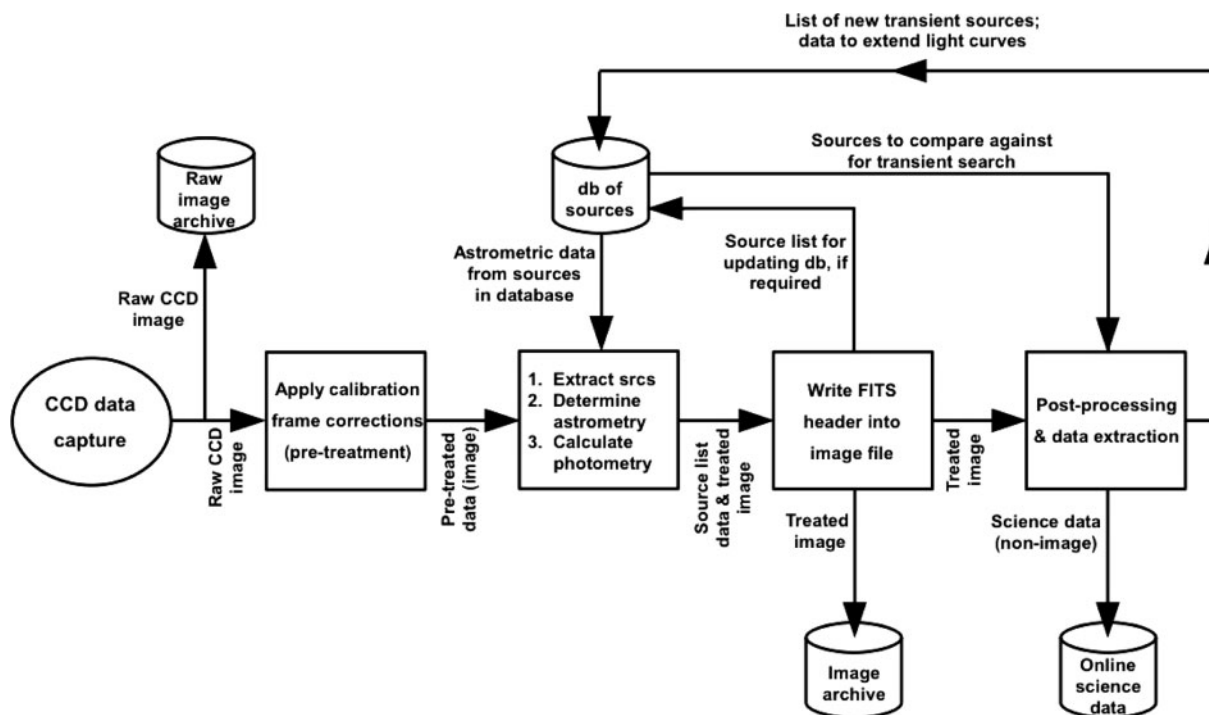 List of new transient sources;
data to extend light curves
Sources to compare against
for transient search
Raw
image
archive
db of
sources
Astrometric data
from sources
in database
Source list for
updating db, if
required
Raw CCD
image
CCD data
capture
Raw CCD
image
Apply calibration
frame corrections
(pre-treatment)
Pre-treated
data (image)
1. Extract srcs
2. Determine
astrometry
3. Calculate
photometry
Source list
data & treated
image
Write FITS
header into
image file
Treated
image
Post-processing
& data extraction
Treated
image
Science data
(non-image)
Image
archive
Online
science
data